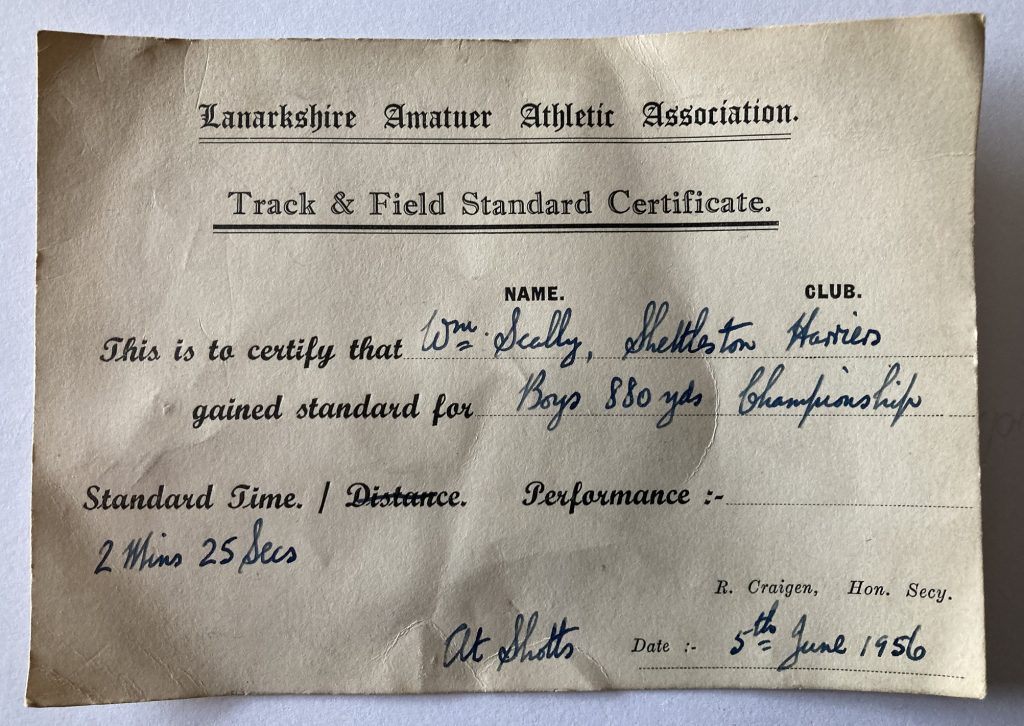 Lanarkshire Amatuer Athletic Association.
Track & Field Standard Certificate.
NAME. CLUB.
This is to certify that Wm. Scally, Shettleston Harriers
gained standard for Boys 880 yds Championship
Standard Time. / Distance. Performance :-
2 Mins 25 Secs
R. Craigen, Hon. Secy.
At Shotts Date :- 5th June 1956